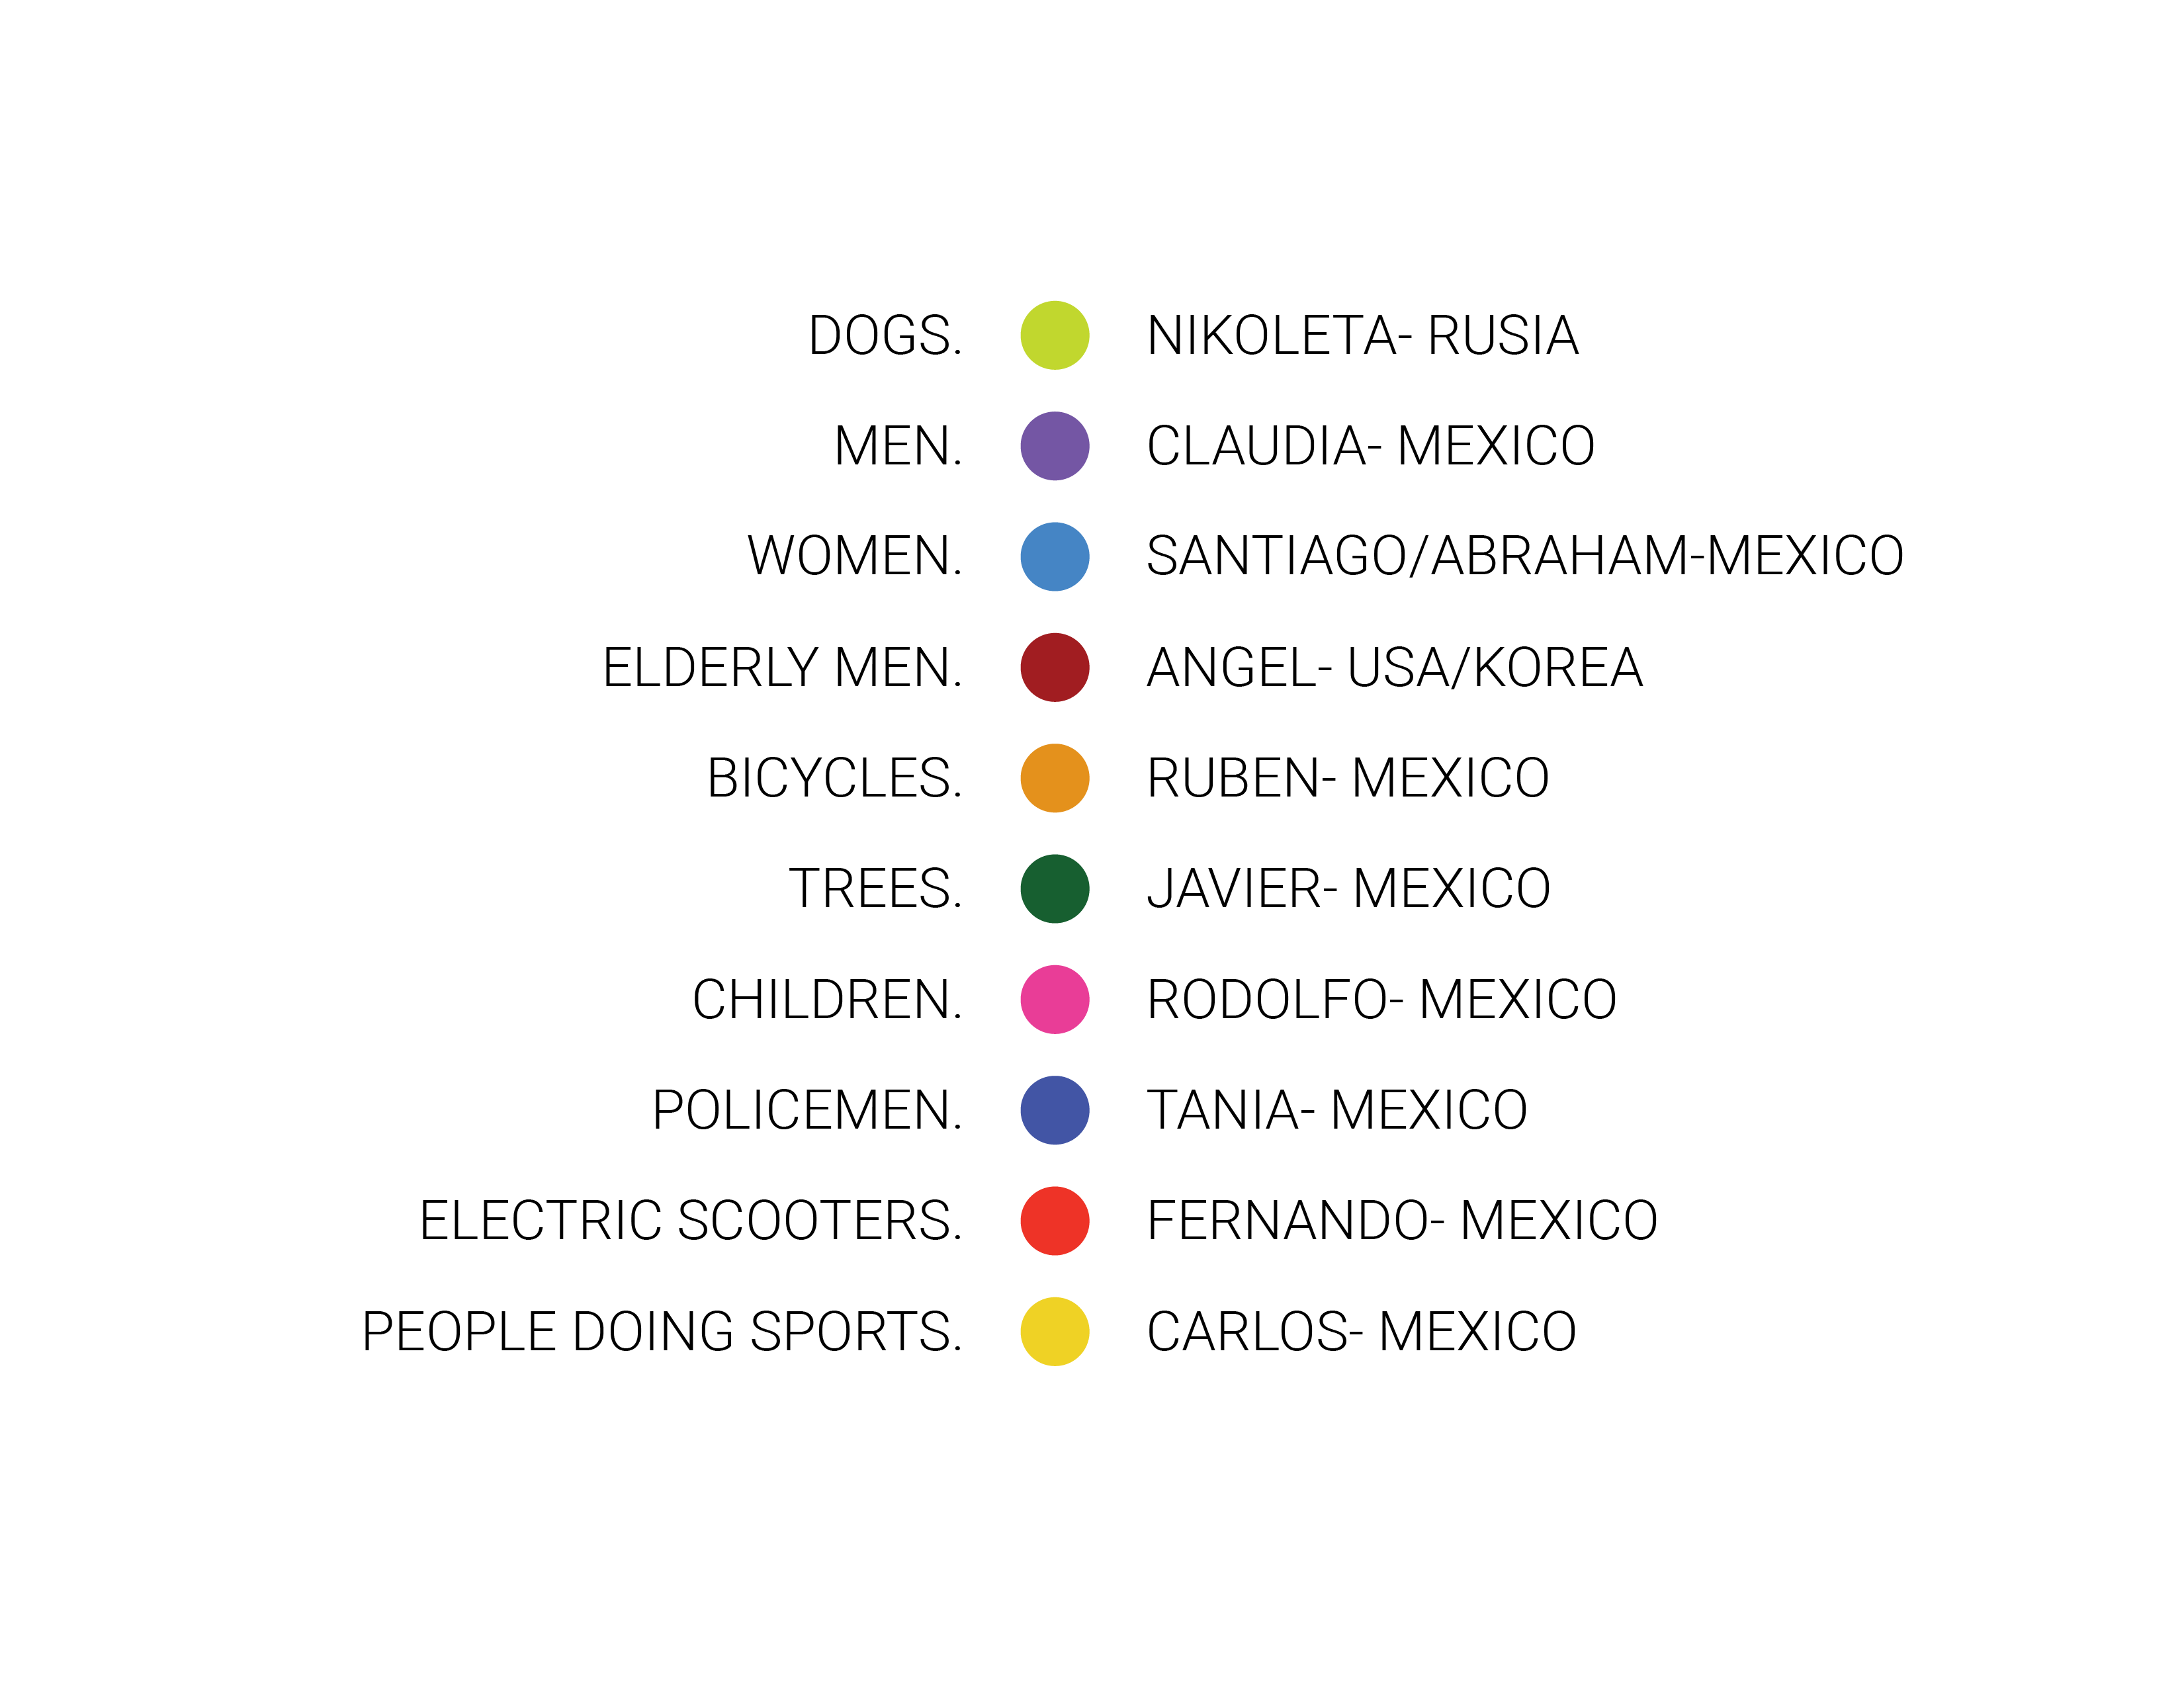 DOGS. NIKOLETA- RUSIA
MEN. CLAUDIA- MEXICO
WOMEN. SANTIAGO/ABRAHAM-MEXICO
ELDERLY MEN. ANGEL- USA/KOREA
BICYCLES. RUBEN- MEXICO
TREES. JAVIER- MEXICO
CHILDREN. RODOLFO- MEXICO
POLICEMEN. TANIA- MEXICO
ELECTRIC SCOOTERS. FERNANDO- MEXICO
PEOPLE DOING SPORTS. CARLOS- MEXICO